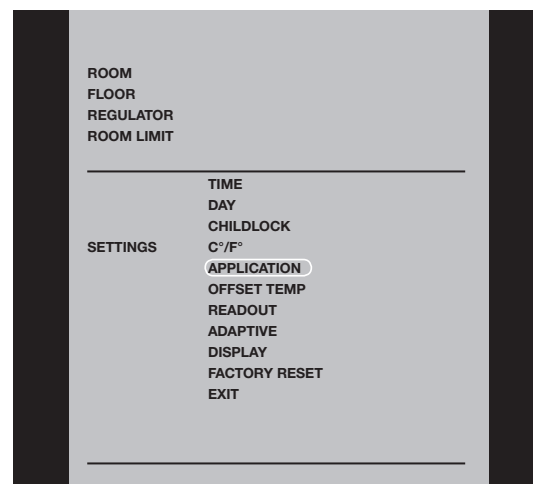 ROOM
FLOOR
REGULATOR
ROOM LIMIT
TIME
DAY
CHILDLOCK
SETTINGS C°/F°
APPLICATION
OFFSET TEMP
READOUT
ADAPTIVE
DISPLAY
FACTORY RESET
EXIT